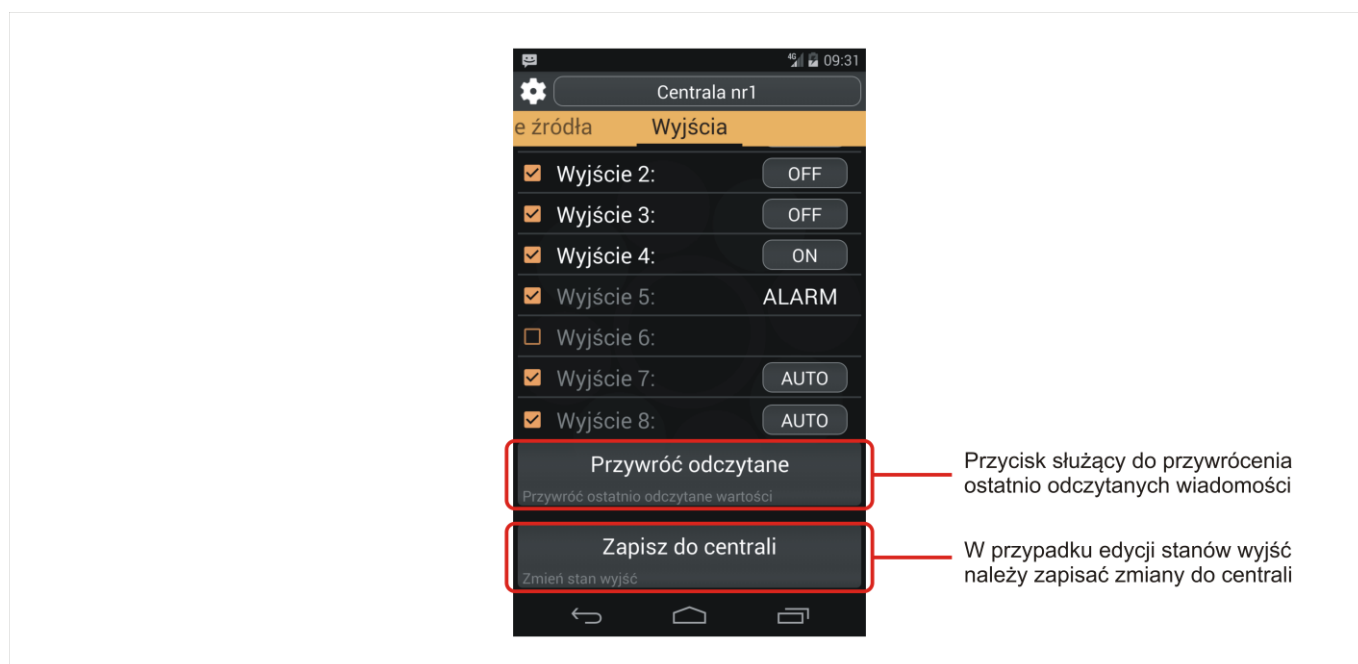 4G 09:31
Centrala nr1
e źródła Wyjścia
Wyjście 2: OFF
Wyjście 3: OFF
Wyjście 4: ON
Wyjście 5: ALARM
Wyjście 6:
Wyjście 7: AUTO
Wyjście 8: AUTO
Przywróć odczytane
Przywróć ostatnio odczytane wartości
Zapisz do centrali
Zmień stan wyjść
Przycisk służący do przywrócenia
ostatnio odczytanych wiadomości
W przypadku edycji stanów wyjść
należy zapisać zmiany do centrali